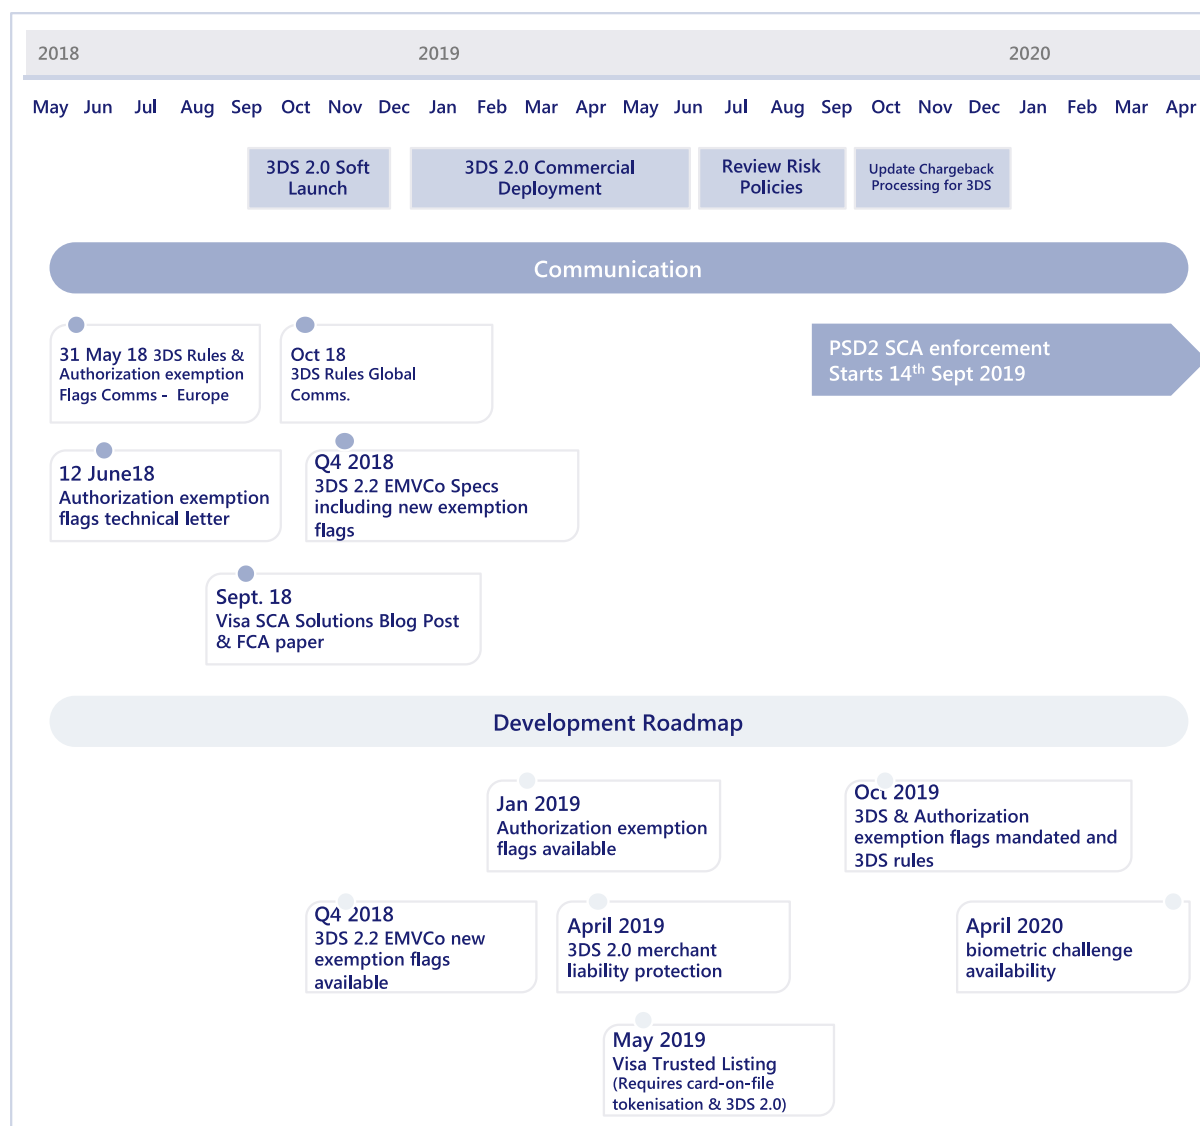 2018 2019 2020
May Jun Jul Aug Sep Oct Nov Dec Jan Feb Mar Apr May Jun Jul Aug Sep Oct Nov Dec Jan Feb Mar Apr
3DS 2.0 Soft
Launch
3DS 2.0 Commercial
Deployment
Review Risk
Policies
Update Chargeback
Processing for 3DS
Communication
31 May 18 3DS Rules &
Authorization exemption
Flags Comms - Europe
Oct 18
3DS Rules Global
Comms.
PSD2 SCA enforcement
Starts 14th Sept 2019
12 June18
Authorization exemption
flags technical letter
Q4 2018
3DS 2.2 EMVCo Specs
including new exemption
flags
Sept. 18
Visa SCA Solutions Blog Post
& FCA paper
Development Roadmap
Jan 2019
Authorization exemption
flags available
Oct 2019
3DS & Authorization
exemption flags mandated and
3DS rules
Q4 2018
3DS 2.2 EMVCo new
exemption flags
available
April 2019
3DS 2.0 merchant
liability protection
April 2020
biometric challenge
availability
May 2019
Visa Trusted Listing
(Requires card-on-file
tokenisation & 3DS 2.0)